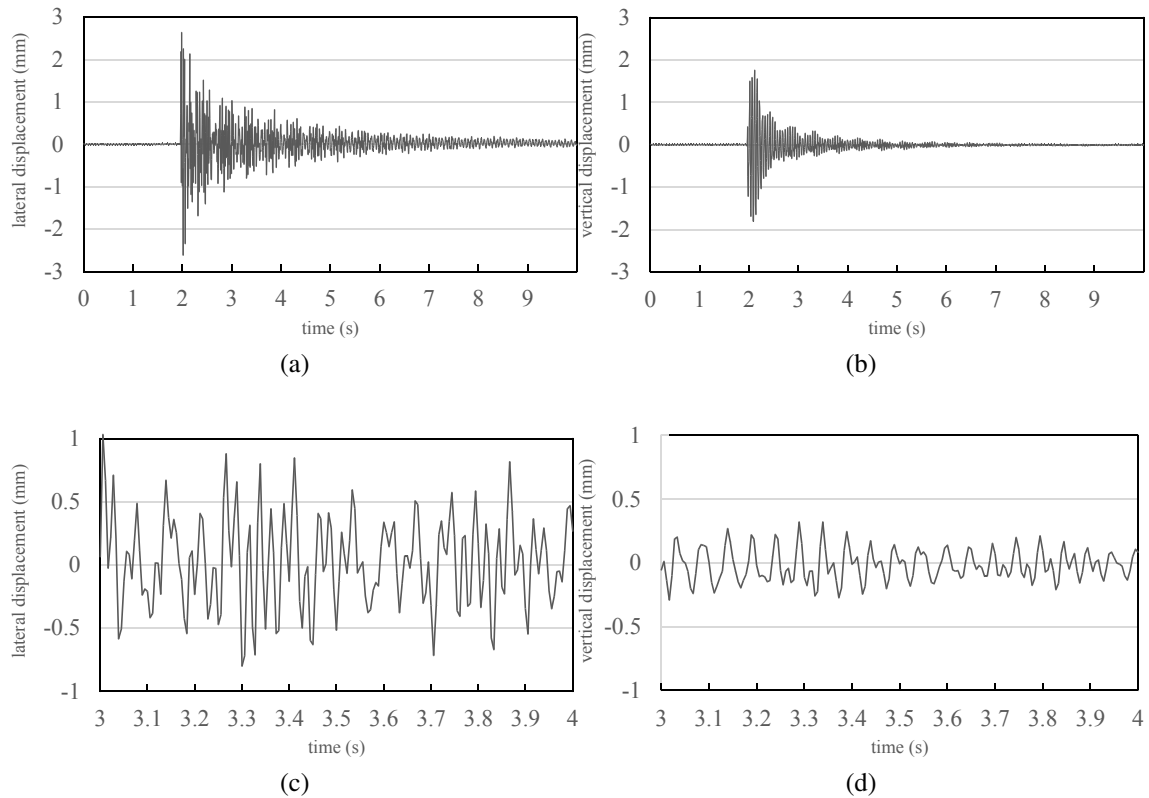 lateral displacement (mm)
3
2
1
0
-1
-2
-3
0 1 2 3 4 5 6 7 8 9
time (s)
(a)
vertical displacement (mm)
3
2
1
0
-1
-2
-3
0 1 2 3 4 5 6 7 8 9
time (s)
(b)
lateral displacement (mm)
1
0.5
0
-0.5
-1
3 3.1 3.2 3.3 3.4 3.5 3.6 3.7 3.8 3.9 4
time (s)
(c)
vertical displacement (mm)
1
0.5
0
-0.5
-1
3 3.1 3.2 3.3 3.4 3.5 3.6 3.7 3.8 3.9 4
time (s)
(d)